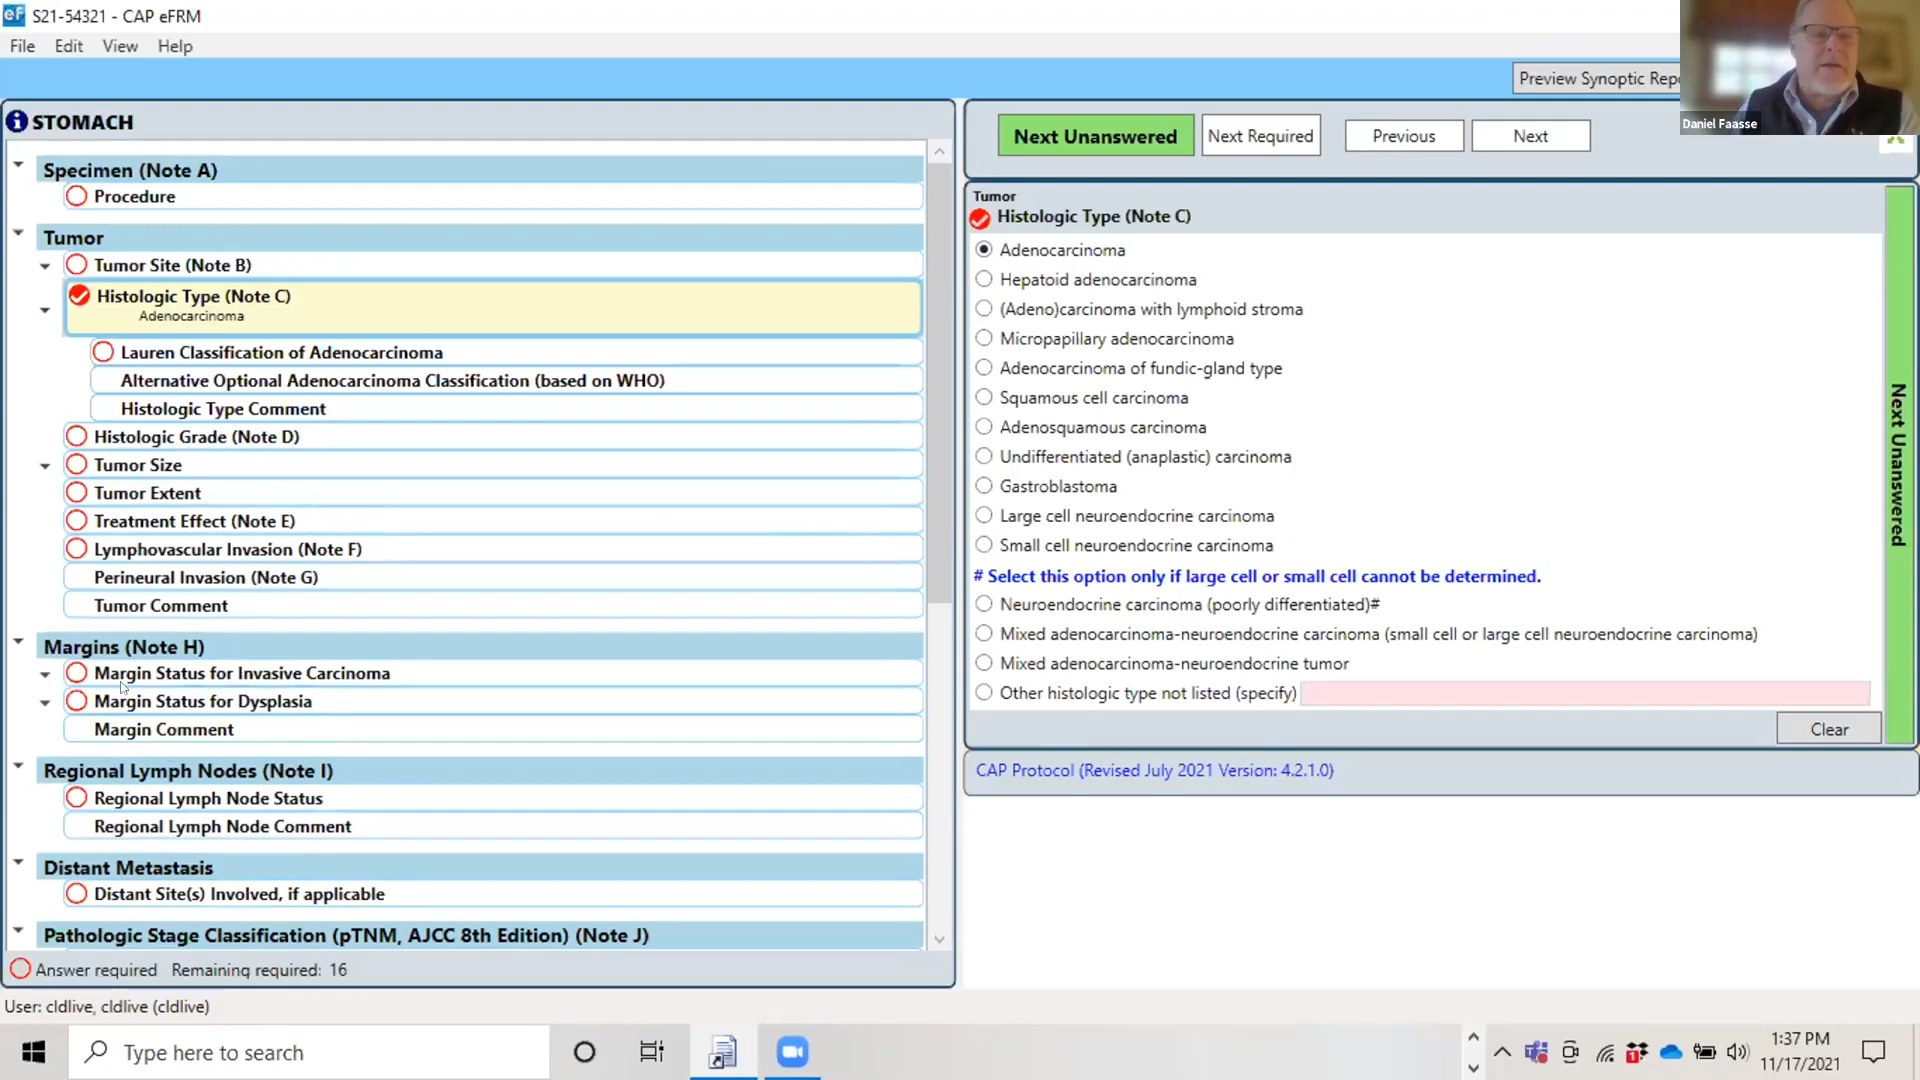 S21-54321 - CAP eFRM
File Edit View Help
Preview Synoptic Rep
Daniel Faasse
STOMACH
Specimen (Note A)
Procedure
Tumor
Tumor Site (Note B)
Histologic Type (Note C)
Adenocarcinoma
Lauren Classification of Adenocarcinoma
Alternative Optional Adenocarcinoma Classification (based on WHO)
Histologic Type Comment
Histologic Grade (Note D)
Tumor Size
Tumor Extent
Treatment Effect (Note E)
Lymphovascular Invasion (Note F)
Perineural Invasion (Note G)
Tumor Comment
Margins (Note H)
Margin Status for Invasive Carcinoma
Margin Status for Dysplasia
Margin Comment
Regional Lymph Nodes (Note I)
Regional Lymph Node Status
Regional Lymph Node Comment
Distant Metastasis
Distant Site(s) Involved, if applicable
Pathologic Stage Classification (pTNM, AJCC 8th Edition) (Note J)
Answer required Remaining required: 16
Next Unanswered Next Required Previous Next
Tumor
Histologic Type (Note C)
Adenocarcinoma
Hepatoid adenocarcinoma
(Adeno)carcinoma with lymphoid stroma
Micropapillary adenocarcinoma
Adenocarcinoma of fundic-gland type
Squamous cell carcinoma
Adenosquamous carcinoma
Undifferentiated (anaplastic) carcinoma
Gastroblastoma
Large cell neuroendocrine carcinoma
Small cell neuroendocrine carcinoma
# Select this option only if large cell or small cell cannot be determined.
Neuroendocrine carcinoma (poorly differentiated)#
Mixed adenocarcinoma-neuroendocrine carcinoma (small cell or large cell neuroendocrine carcinoma)
Mixed adenocarcinoma-neuroendocrine tumor
Other histologic type not listed (specify)
Clear
Next Unanswered
CAP Protocol (Revised July 2021 Version: 4.2.1.0)
User: cldlive, cldlive (cldlive)
Type here to search
1:37 PM
11/17/2021